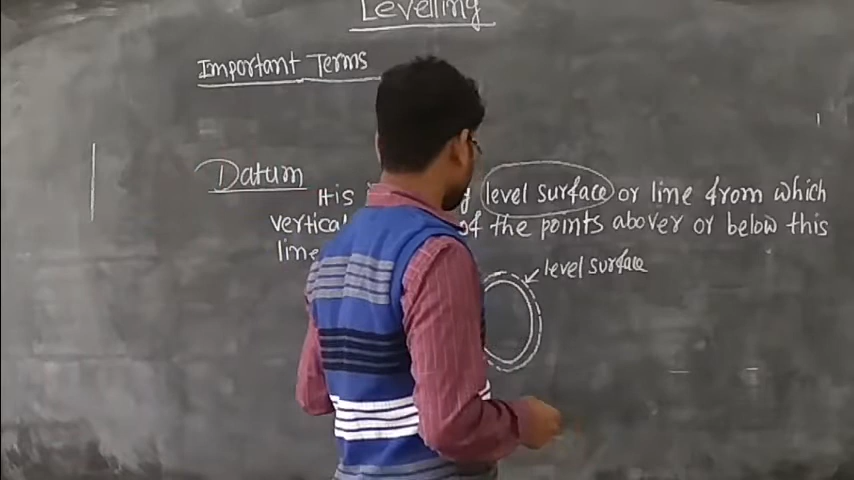 Levelling
Important Terms
Datum
It is level surface or line from which
vertical of the points above or below this
line
level surface